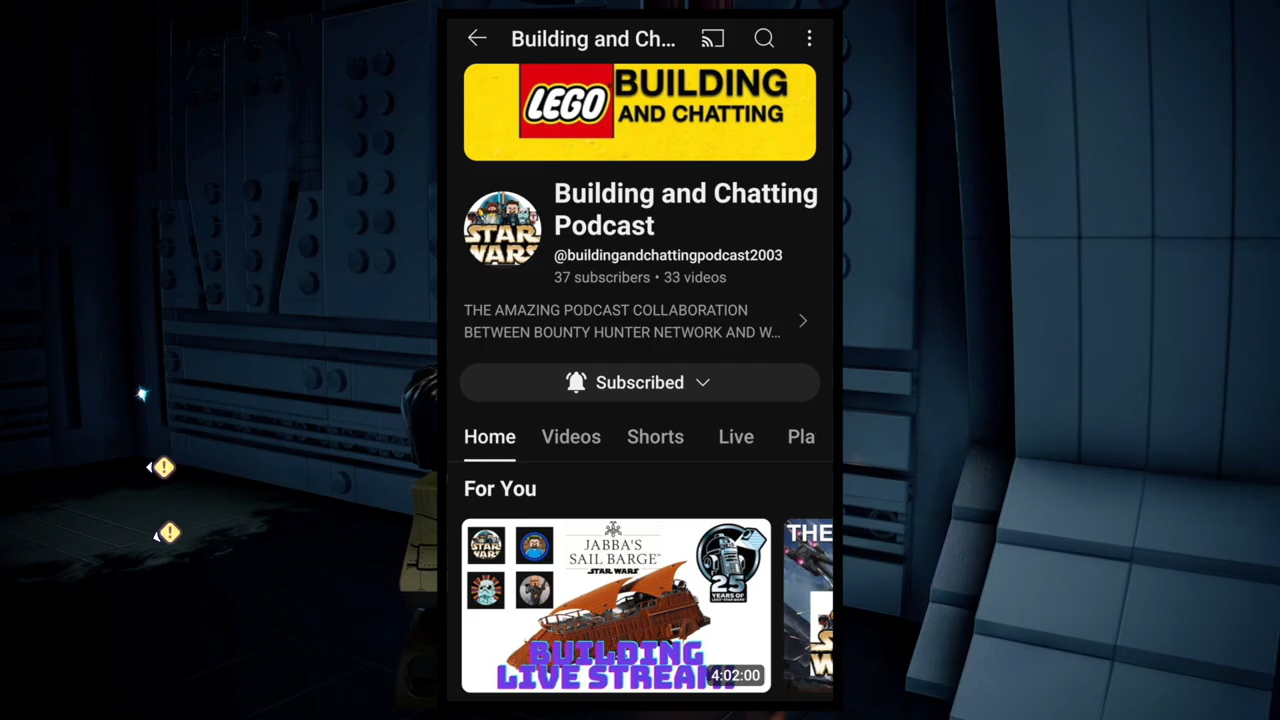 Building and Ch...
LEGO
BUILDING
AND CHATTING
STAR
WARS
Building and Chatting
Podcast
@buildingandchattingpodcast2003
37 subscribers • 33 videos
THE AMAZING PODCAST COLLABORATION
BETWEEN BOUNTY HUNTER NETWORK AND W...
Subscribed
Home Videos Shorts Live Pla
For You
JABBA'S
SAIL BARGE
STAR WARS
25
YEARS OF
BUILDING
LIVE STREAM
4:02:00
THE